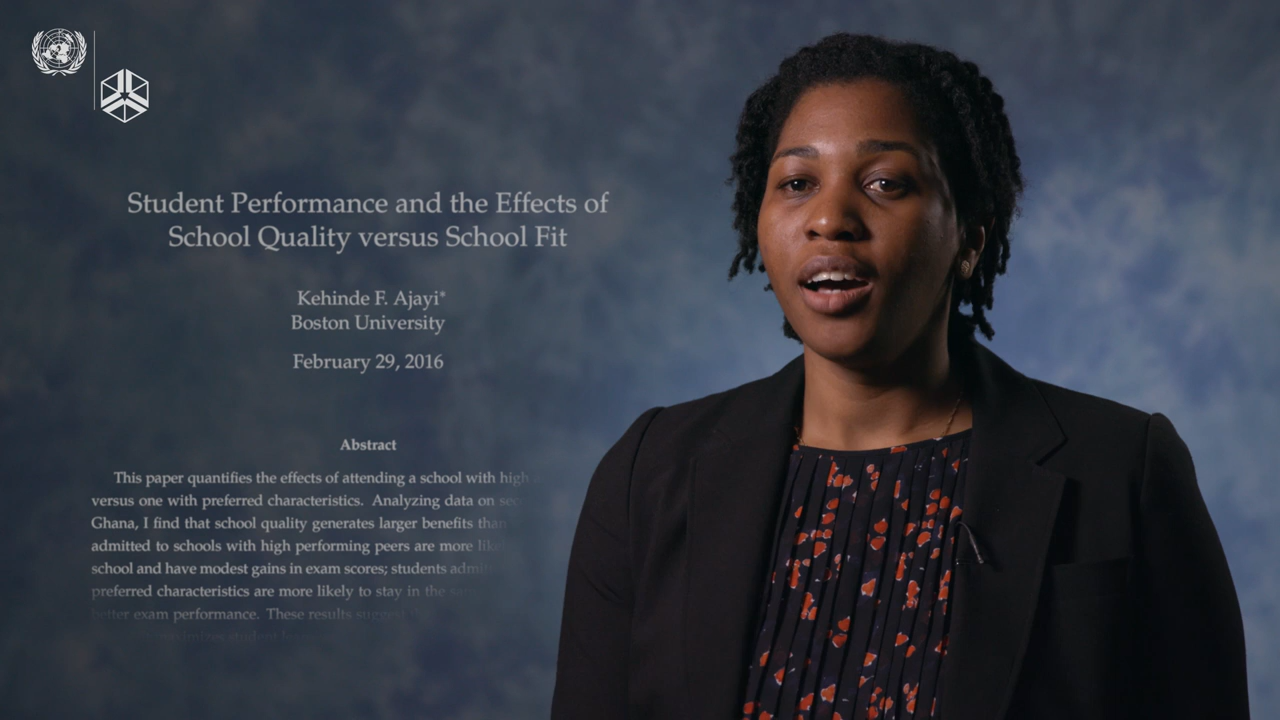 Student Performance and the Effects of
School Quality versus School Fit
Kehinde F. Ajayi*
Boston University
February 29, 2016
Abstract
This paper quantifies the effects of attending a school with high
versus one with preferred characteristics. Analyzing data on
Ghana, I find that school quality generates larger benefits than
admitted to schools with high performing peers are more
school and have modest gains in exam scores; students
preferred characteristics are more likely to stay in the
better exam performance. These results suggest